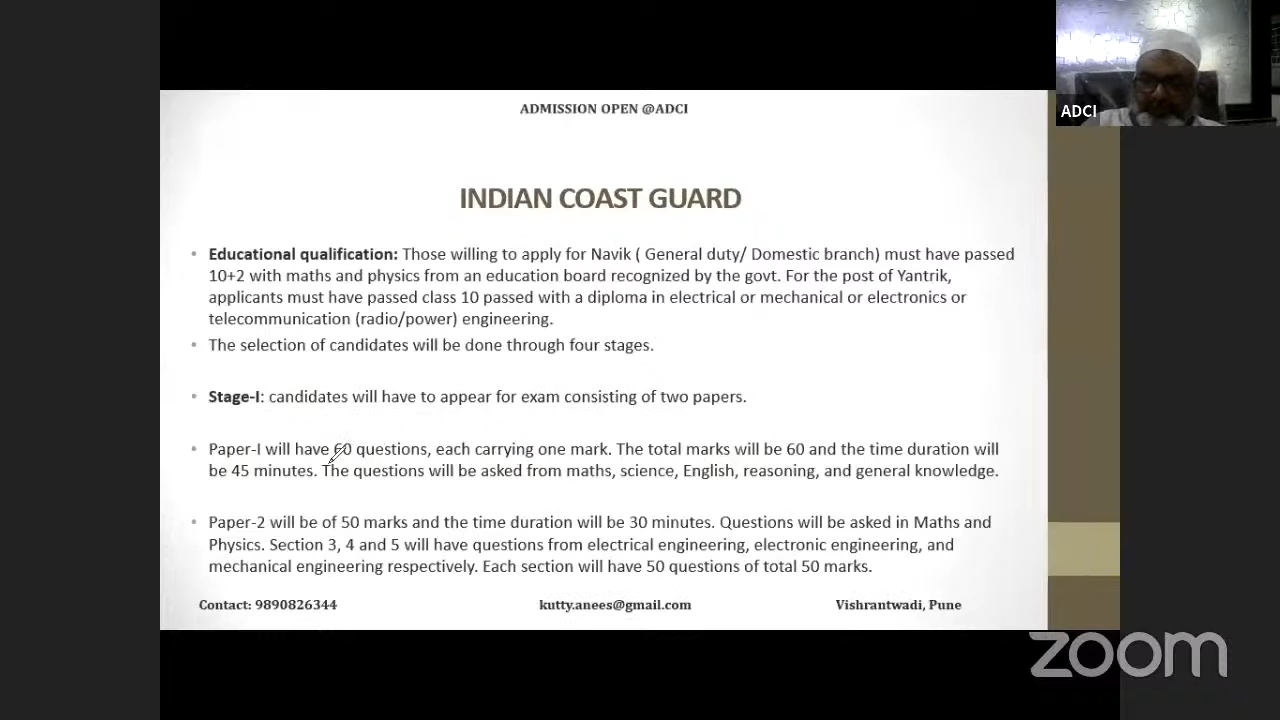 ADMISSION OPEN @ADCI
ADCI
INDIAN COAST GUARD
• Educational qualification: Those willing to apply for Navik ( General duty/ Domestic branch) must have passed
10+2 with maths and physics from an education board recognized by the govt. For the post of Yantrik,
applicants must have passed class 10 passed with a diploma in electrical or mechanical or electronics or
telecommunication (radio/power) engineering.
• The selection of candidates will be done through four stages.
• Stage-I: candidates will have to appear for exam consisting of two papers.
• Paper-I will have 60 questions, each carrying one mark. The total marks will be 60 and the time duration will
be 45 minutes. The questions will be asked from maths, science, English, reasoning, and general knowledge.
• Paper-2 will be of 50 marks and the time duration will be 30 minutes. Questions will be asked in Maths and
Physics. Section 3, 4 and 5 will have questions from electrical engineering, electronic engineering, and
mechanical engineering respectively. Each section will have 50 questions of total 50 marks.
Contact: 9890826344 kutty.anees@gmail.com Vishrantwadi, Pune
zoom